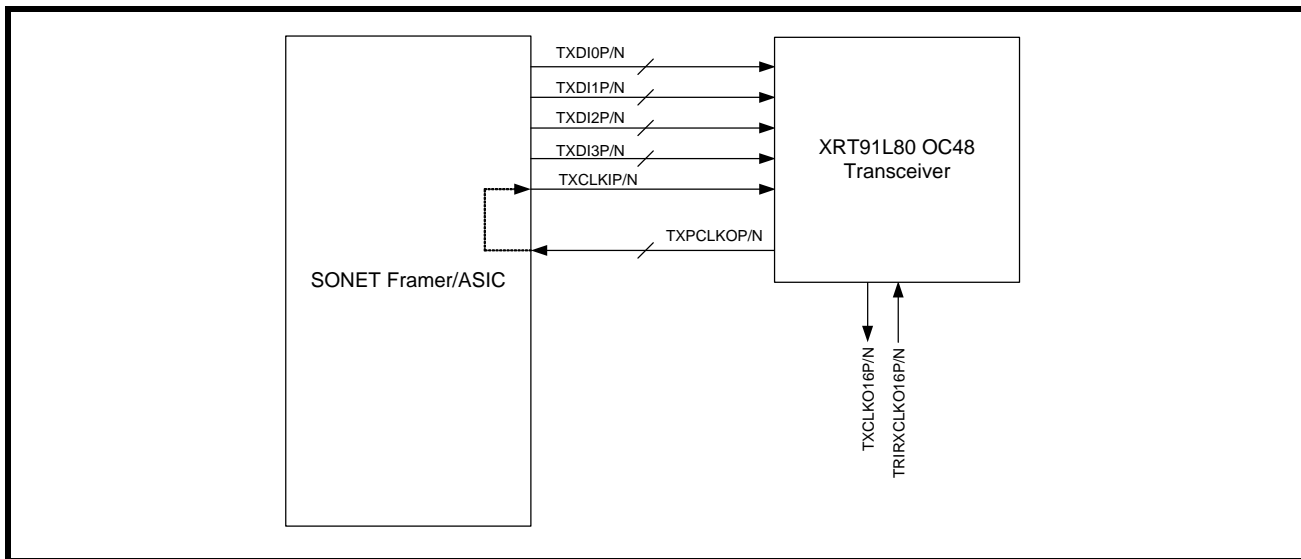 TXDI0P/N
TXDI1P/N
TXDI2P/N
TXDI3P/N
TXCLKIP/N
TXPCLKOP/N
SONET Framer/ASIC
XRT91L80 OC48
Transceiver
TXCLKO16P/N
TRIRXCLKO16P/N